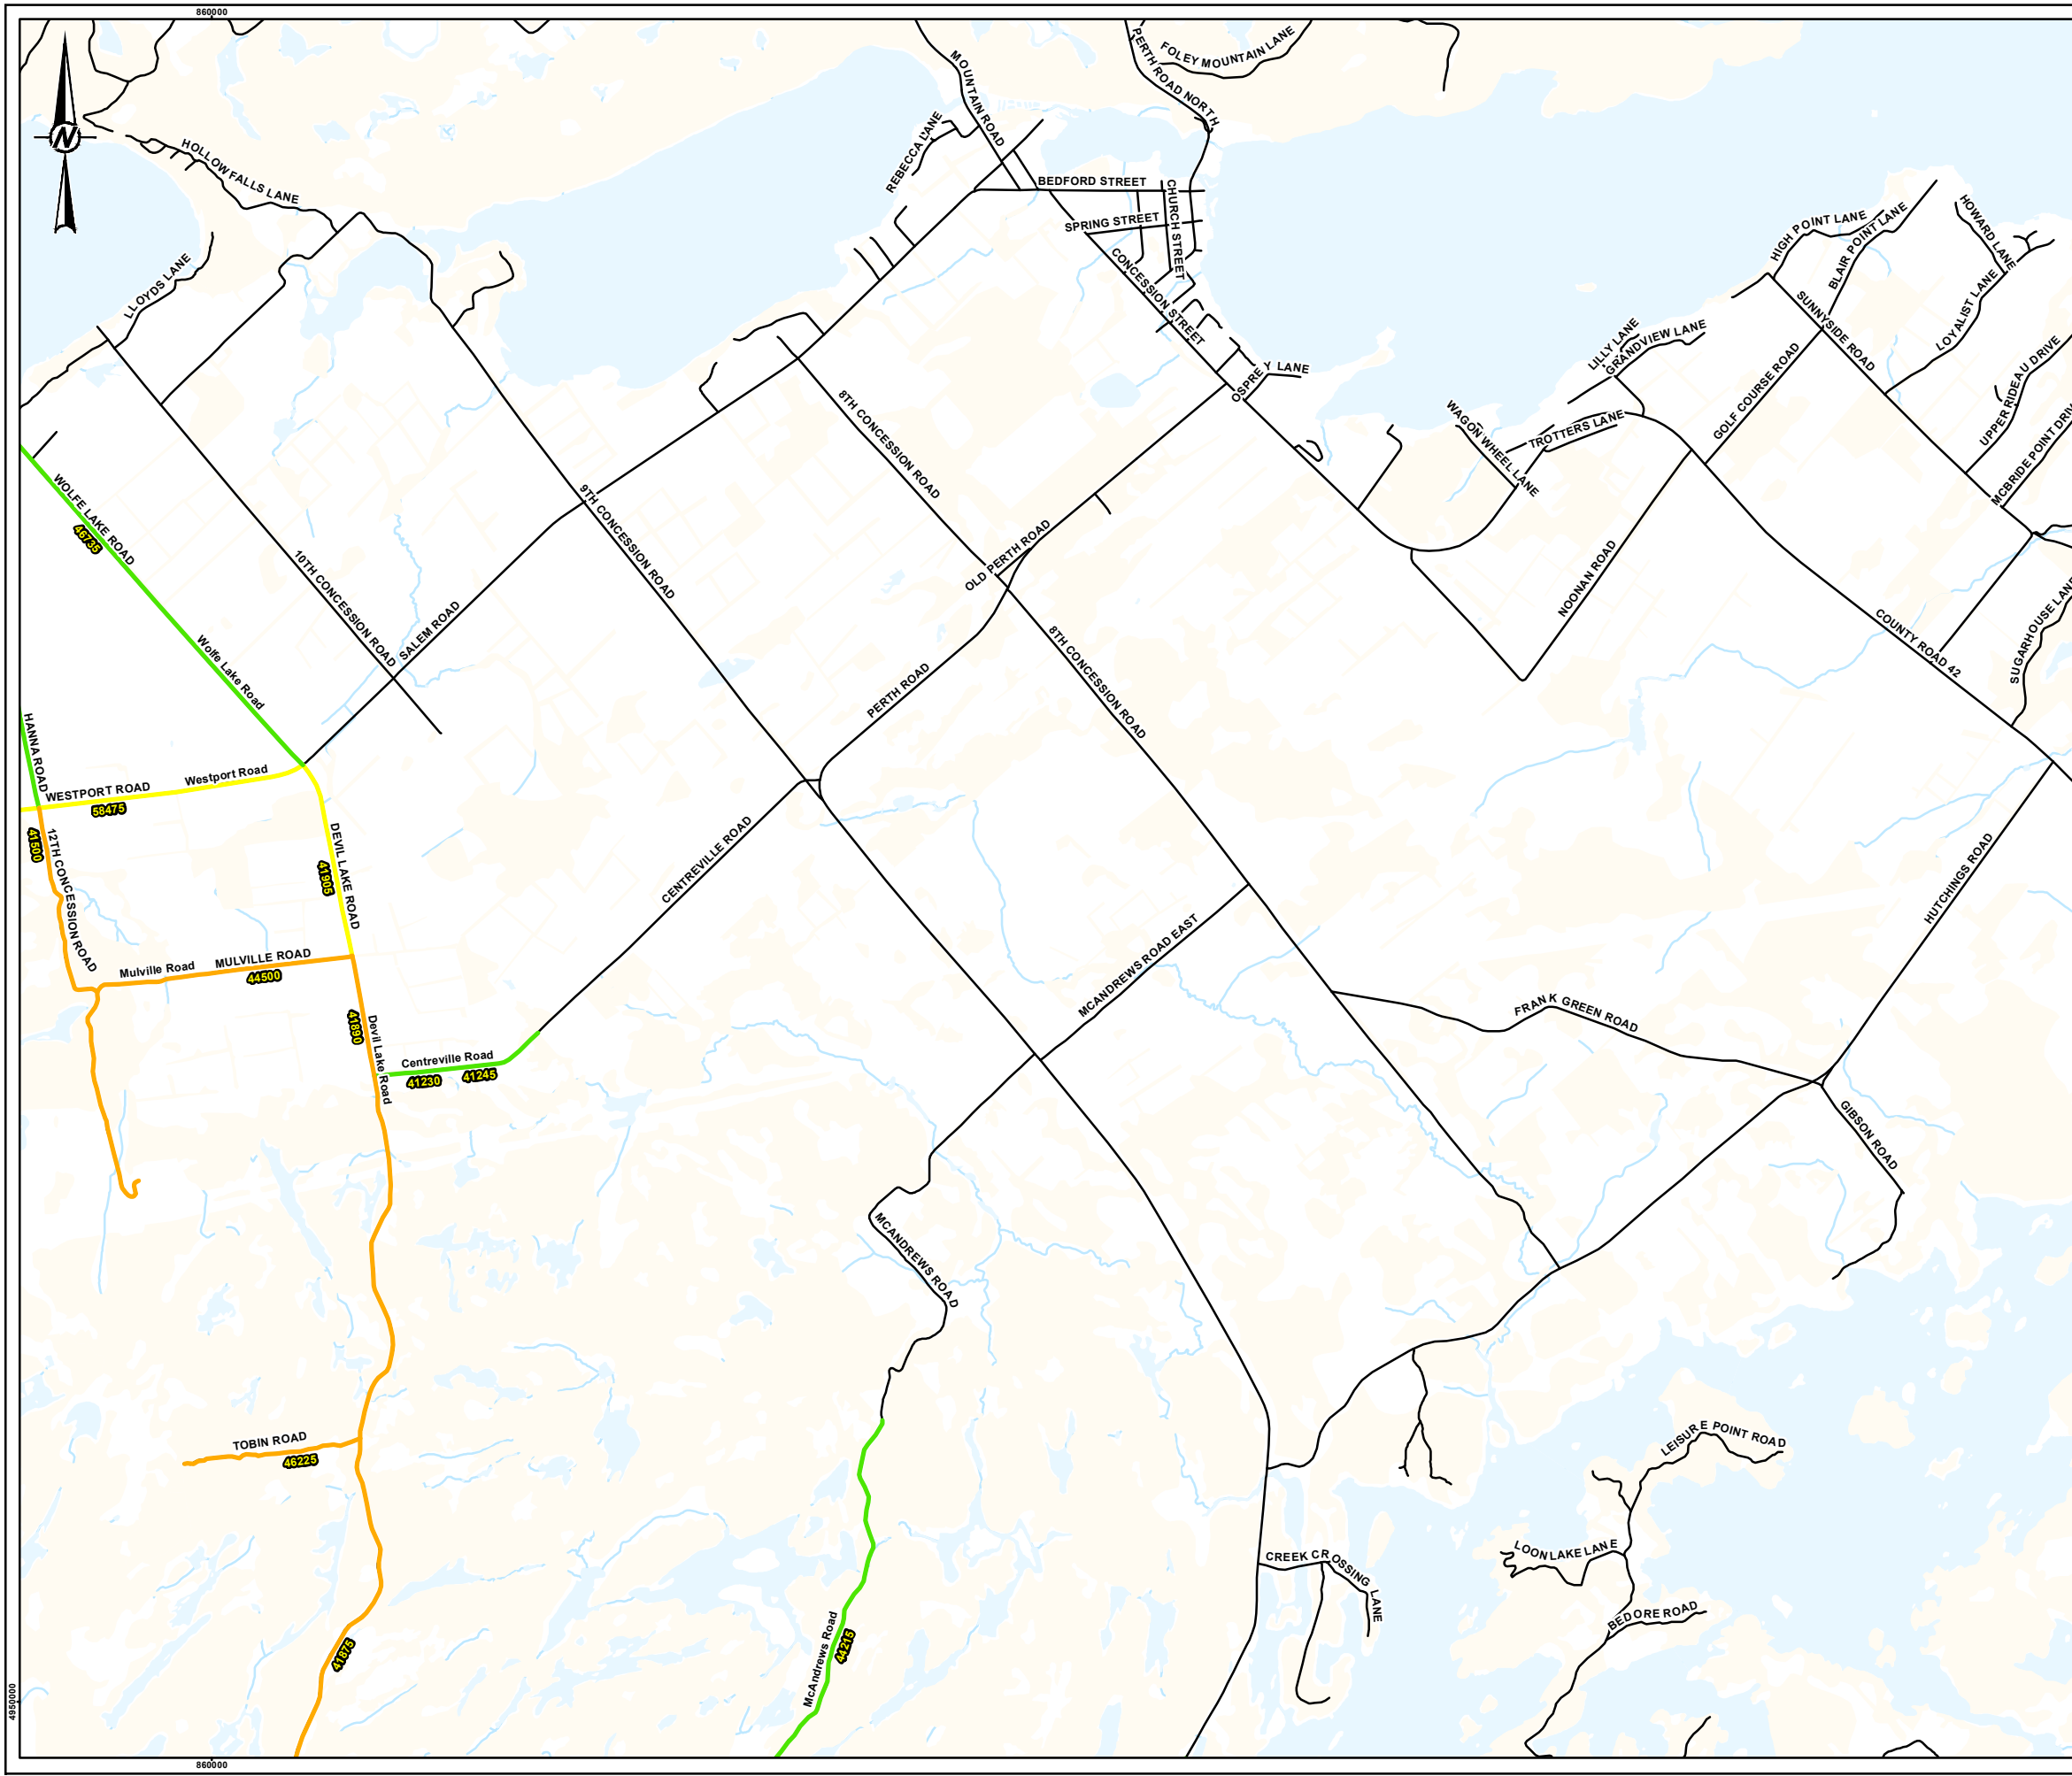 860000
N
MOUNTAIN ROAD
PERTH ROAD NORTH
FOLEY MOUNTAIN LANE
HOLLOW FALLS LANE
REBECCA LANE
BEDFORD STREET
CHURCH STREET
SPRING STREET
CONCESSION STREET
LLOYDS LANE
HIGH POINT LANE
BLAIR POINT LANE
HOWARD LANE
SUNNYSIDE ROAD
LOYALIST LANE
LILLY LANE
GRANDVIEW LANE
GOLF COURSE ROAD
UPPER RIDEAU DRIVE
MCBRIDE POINT DRIV
OSPREY LANE
8TH CONCESSION ROAD
WAGON WHEEL LANE
TROTTERS LANE
WOLFE LAKE ROAD
46735
10TH CONCESSION ROAD
9TH CONCESSION ROAD
OLD PERTH ROAD
NOONAN ROAD
SALEM ROAD
Wolfe Lake Road
COUNTY ROAD 42
SUGARHOUSE LANE
PERTH ROAD
8TH CONCESSION ROAD
HANNA ROAD
WESTPORT ROAD
Westport Road
58475
41500
12TH CONCESSION ROAD
DEVIL LAKE ROAD
41905
CENTREVILLE ROAD
HUTCHINGS ROAD
MCANDREWS ROAD EAST
Mulville Road
MULVILLE ROAD
44500
41890
Devil Lake Road
Centreville Road
41230
41245
FRANK GREEN ROAD
GIBSON ROAD
MCANDREWS ROAD
TOBIN ROAD
46225
LEISURE POINT ROAD
LOON LAKE LANE
CREEK CROSSING LANE
BEDORE ROAD
McAndrews Road
44215
41875
4950000
860000